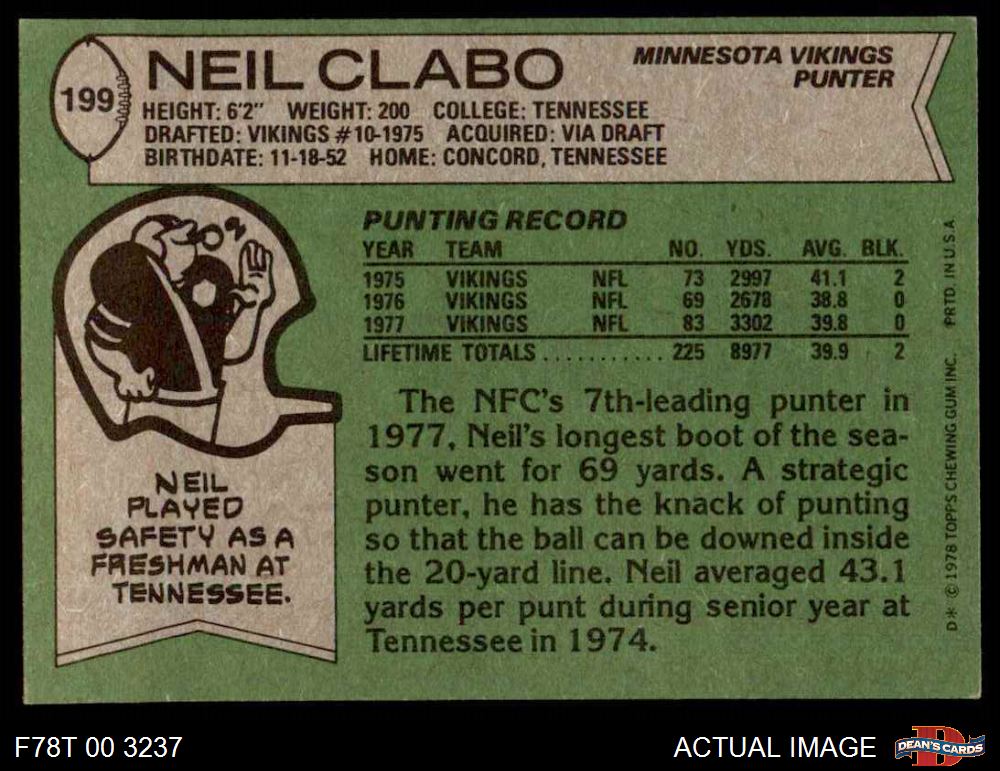 199
NEIL CLABO
MINNESOTA VIKINGS
PUNTER
HEIGHT: 6'2" WEIGHT: 200 COLLEGE: TENNESSEE
DRAFTED: VIKINGS #10-1975 ACQUIRED: VIA DRAFT
BIRTHDATE: 11-18-52 HOME: CONCORD, TENNESSEE
PUNTING RECORD
YEAR TEAM NO. YDS. AVG. BLK.
1975 VIKINGS NFL 73 2997 41.1 2
1976 VIKINGS NFL 69 2678 38.8 0
1977 VIKINGS NFL 83 3302 39.8 0
LIFETIME TOTALS ........... 225 8977 39.9 2
The NFC's 7th-leading punter in
1977, Neil's longest boot of the sea-
son went for 69 yards. A strategic
punter, he has the knack of punting
so that the ball can be downed inside
the 20-yard line. Neil averaged 43.1
yards per punt during senior year at
Tennessee in 1974.
NEIL
PLAYED
SAFETY AS A
FRESHMAN AT
TENNESSEE.
D* © 1978 TOPPS CHEWING GUM INC. PRTD. IN U.S.A
F78T 00 3237
ACTUAL IMAGE
D
DEAN'S CARDS